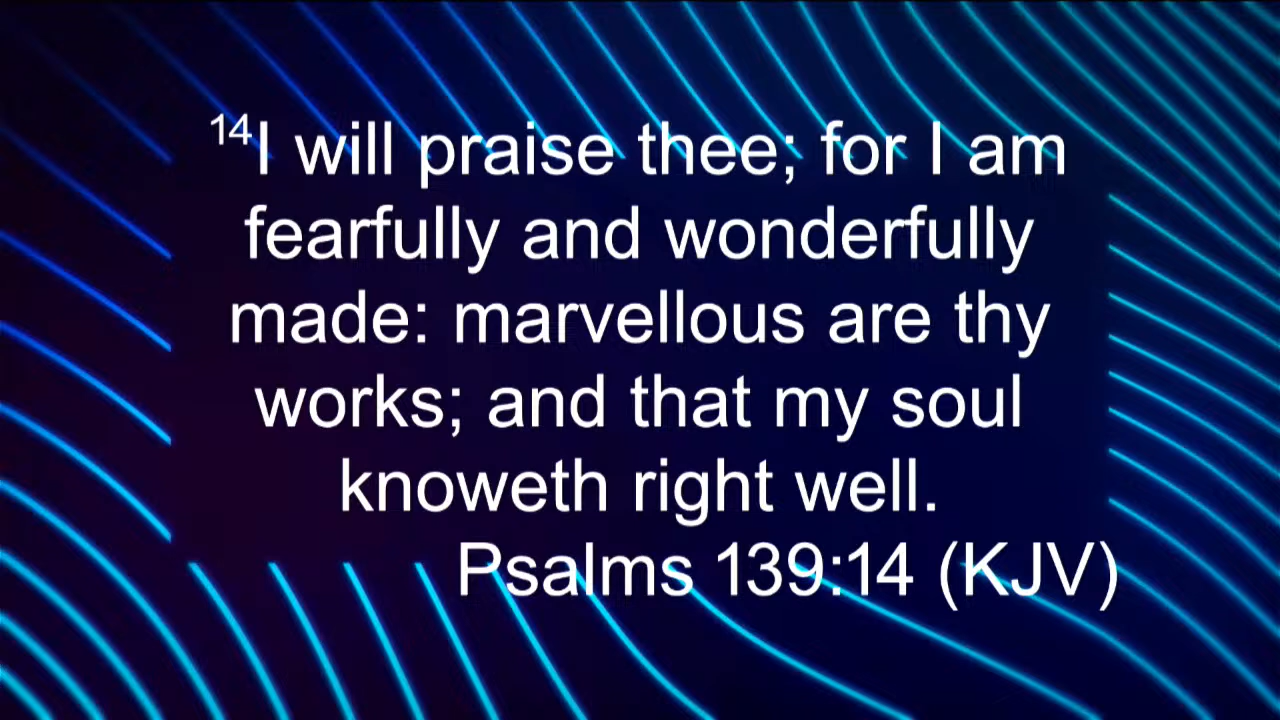 ¹⁴I will praise thee; for I am
fearfully and wonderfully
made: marvellous are thy
works; and that my soul
knoweth right well.
Psalms 139:14 (KJV)